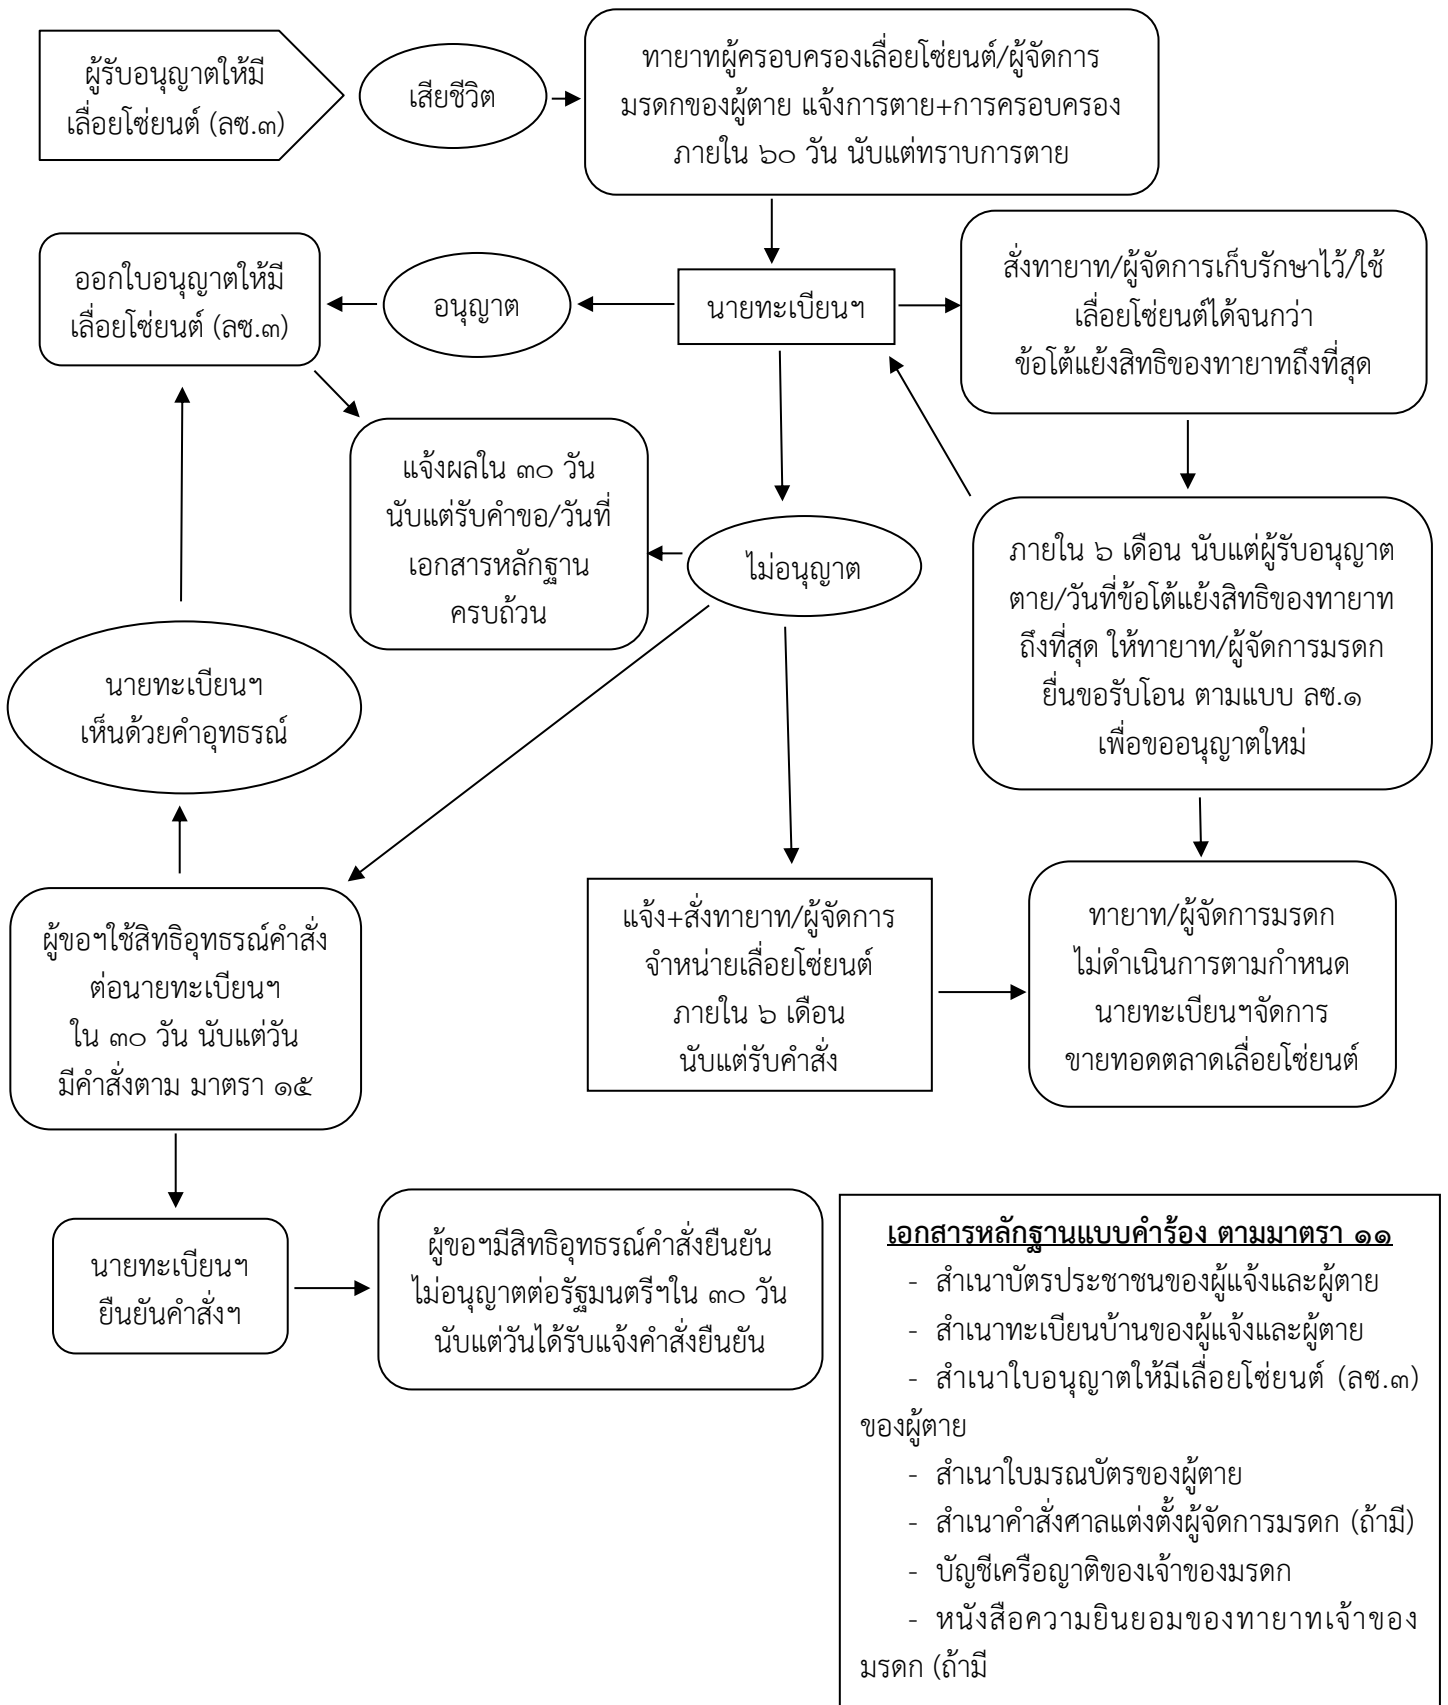 ผู้รับอนุญาตให้มี
เลื่อยโซ่ยนต์ (ลซ.๓)
เสียชีวิต
ทายาทผู้ครอบครองเลื่อยโซ่ยนต์/ผู้จัดการ
มรดกของผู้ตาย แจ้งการตาย+การครอบครอง
ภายใน ๖๐ วัน นับแต่ทราบการตาย
ออกใบอนุญาตให้มี
เลื่อยโซ่ยนต์ (ลซ.๓)
อนุญาต
นายทะเบียนฯ
สั่งทายาท/ผู้จัดการเก็บรักษาไว้/ใช้
เลื่อยโซ่ยนต์ได้จนกว่า
ข้อโต้แย้งสิทธิของทายาทถึงที่สุด
แจ้งผลใน ๓๐ วัน
นับแต่รับคำขอ/วันที่
เอกสารหลักฐาน
ครบถ้วน
ไม่อนุญาต
ภายใน ๖ เดือน นับแต่ผู้รับอนุญาต
ตาย/วันที่ข้อโต้แย้งสิทธิของทายาท
ถึงที่สุด ให้ทายาท/ผู้จัดการมรดก
ยื่นขอรับโอน ตามแบบ ลซ.๑
เพื่อขออนุญาตใหม่
นายทะเบียนฯ
เห็นด้วยคำอุทธรณ์
ผู้ขอฯใช้สิทธิอุทธรณ์คำสั่ง
ต่อนายทะเบียนฯ
ใน ๓๐ วัน นับแต่วัน
มีคำสั่งตาม มาตรา ๑๕
แจ้ง+สั่งทายาท/ผู้จัดการ
จำหน่ายเลื่อยโซ่ยนต์
ภายใน ๖ เดือน
นับแต่รับคำสั่ง
ทายาท/ผู้จัดการมรดก
ไม่ดำเนินการตามกำหนด
นายทะเบียนฯจัดการ
ขายทอดตลาดเลื่อยโซ่ยนต์
นายทะเบียนฯ
ยืนยันคำสั่งฯ
ผู้ขอฯมีสิทธิอุทธรณ์คำสั่งยืนยัน
ไม่อนุญาตต่อรัฐมนตรีฯใน ๓๐ วัน
นับแต่วันได้รับแจ้งคำสั่งยืนยัน
เอกสารหลักฐานแบบคำร้อง ตามมาตรา ๑๑
- สำเนาบัตรประชาชนของผู้แจ้งและผู้ตาย
- สำเนาทะเบียนบ้านของผู้แจ้งและผู้ตาย
- สำเนาใบอนุญาตให้มีเลื่อยโซ่ยนต์ (ลซ.๓)
ของผู้ตาย
- สำเนาใบมรณบัตรของผู้ตาย
- สำเนาคำสั่งศาลแต่งตั้งผู้จัดการมรดก (ถ้ามี)
- บัญชีเครือญาติของเจ้าของมรดก
- หนังสือความยินยอมของทายาทเจ้าของ
มรดก (ถ้ามี